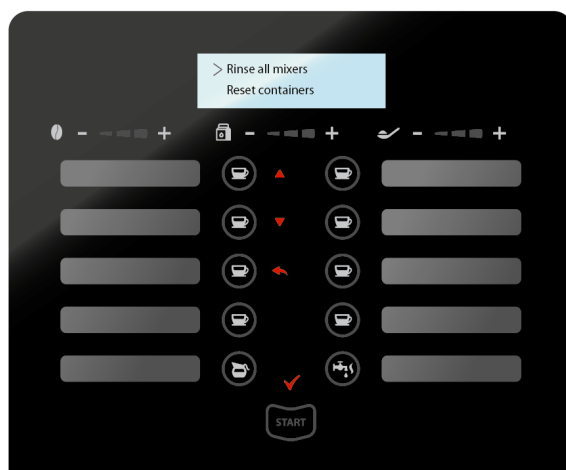 > Rinse all mixers
Reset containers
- + - + - +
START